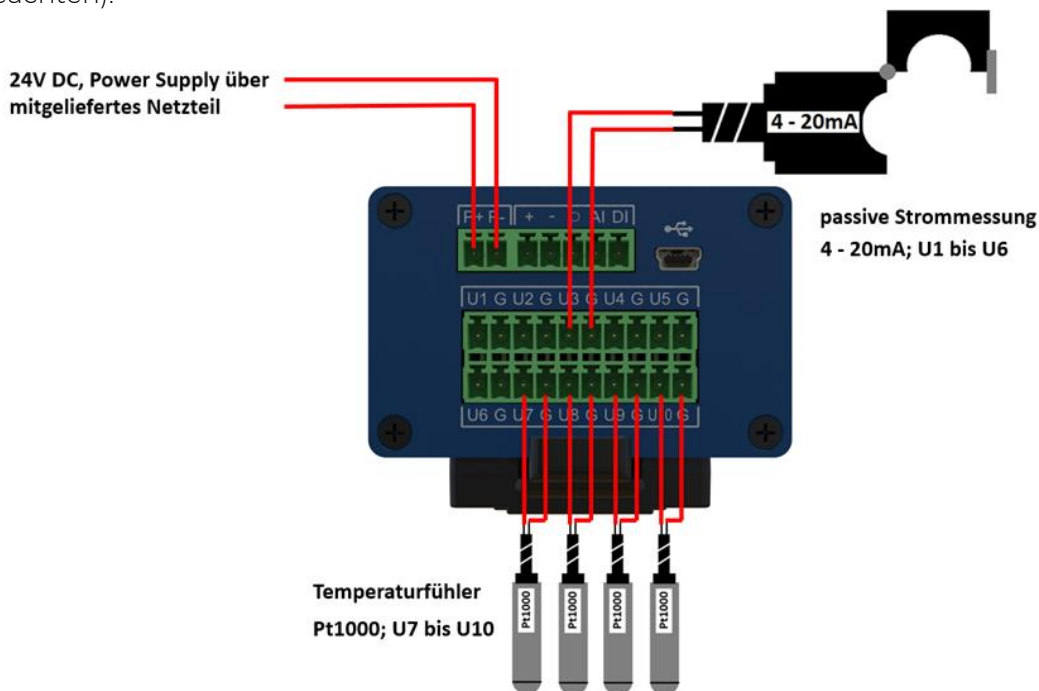 24V DC, Power Supply über
mitgeliefertes Netzteil
4 - 20mA
passive Strommessung
4 - 20mA; U1 bis U6
P+ P- + - AI DI
U1 G U2 G U3 G U4 G U5 G
U6 G U7 G U8 G U9 G U10 G
Pt1000 Pt1000 Pt1000 Pt1000
Temperaturfühler
Pt1000; U7 bis U10